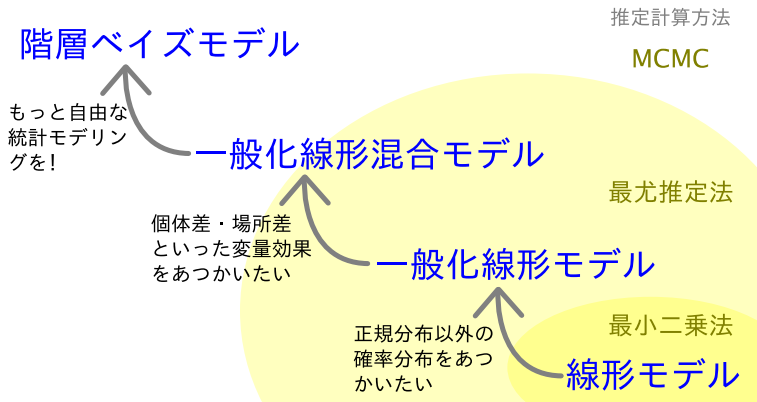 推定計算方法
階層ベイズモデル
MCMC
もっと自由な
統計モデリン
グを!
一般化線形混合モデル
最尤推定法
個体差・場所差
といった変量効果
をあつかいたい
一般化線形モデル
最小二乗法
正規分布以外の
確率分布をあつ
かいたい
線形モデル